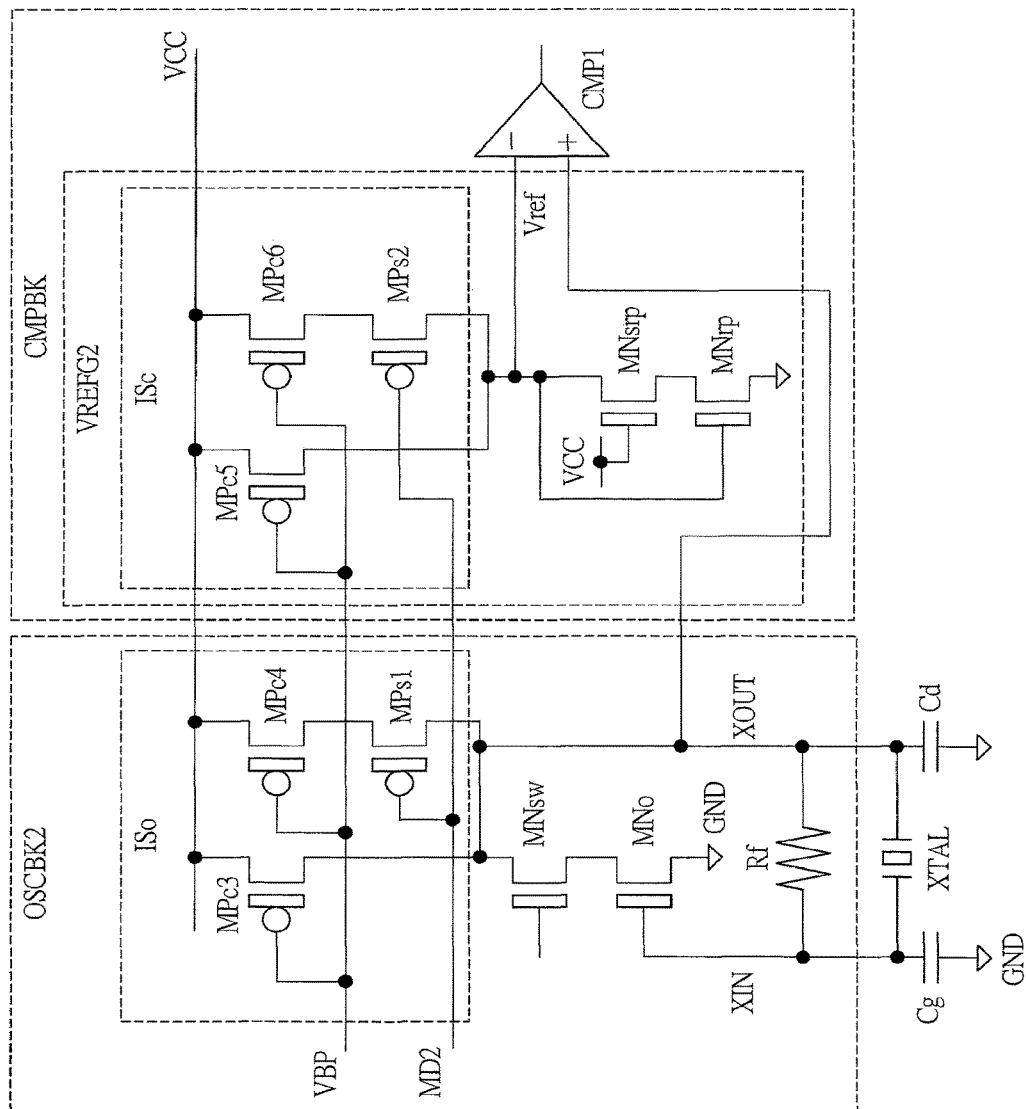 OSCBK2
CMPBK
VREFG2
ISo
ISc
VCC
MPc3
MPc4
MPc5
MPc6
VBP
MPs1
MPs2
MD2
MNsw
MNo
GND
VCC
MNsrp
MNrp
Vref
−
+
CMP1
XIN
XOUT
Rf
XTAL
Cg
Cd
GND